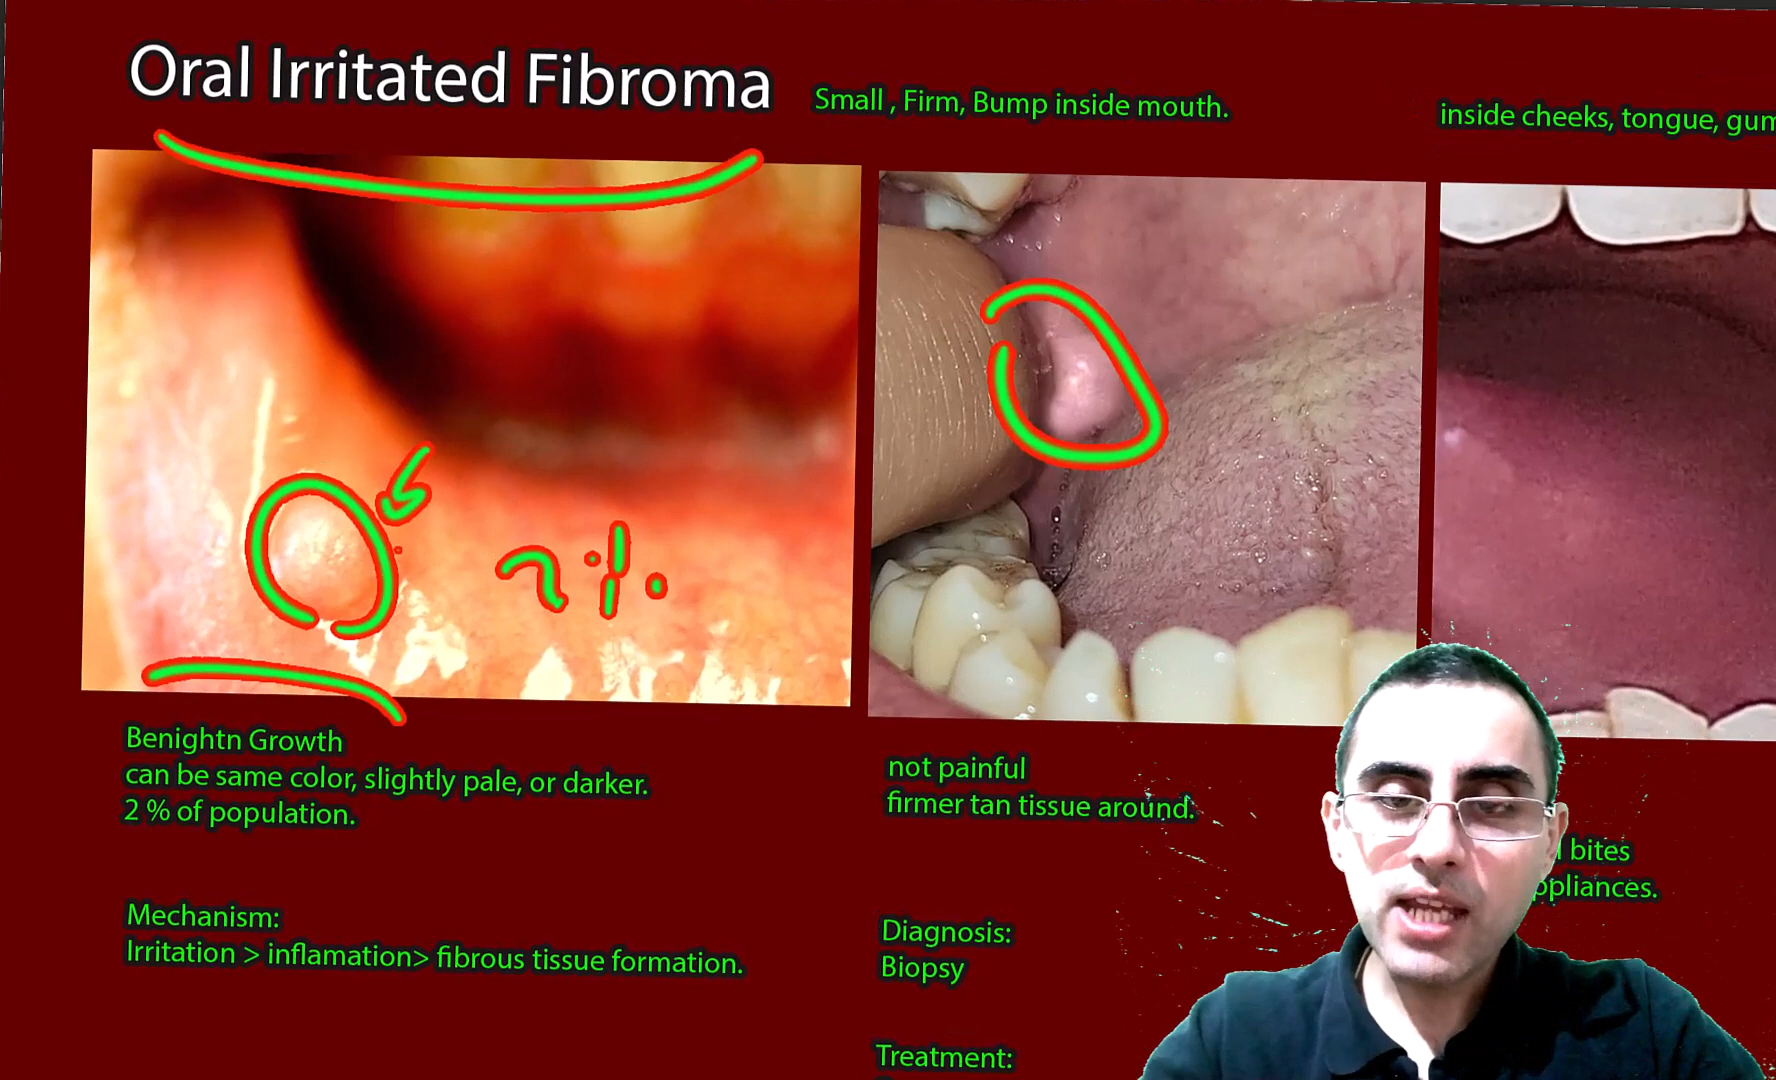 Oral Irritated Fibroma
Small , Firm, Bump inside mouth.
inside cheeks, tongue, gum
2%
Benightn Growth
can be same color, slightly pale, or darker.
2 % of population.
not painful
firmer tan tissue around.
bites
ppliances.
Mechanism:
Irritation > inflamation> fibrous tissue formation.
Diagnosis:
Biopsy
Treatment: